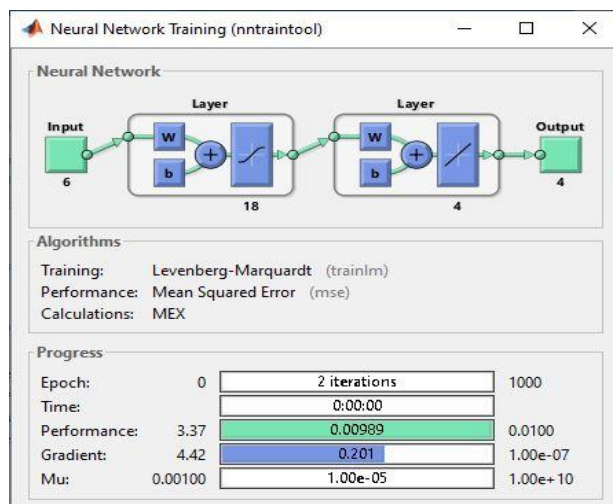 Neural Network Training (nntraintool)
Neural Network
Layer Layer
Input W W Output
b + b +
6 4
18 4
Algorithms
Training: Levenberg-Marquardt (trainlm)
Performance: Mean Squared Error (mse)
Calculations: MEX
Progress
Epoch: 0 2 iterations 1000
Time: 0:00:00
Performance: 3.37 0.00989 0.0100
Gradient: 4.42 0.201 1.00e-07
Mu: 0.00100 1.00e-05 1.00e+10